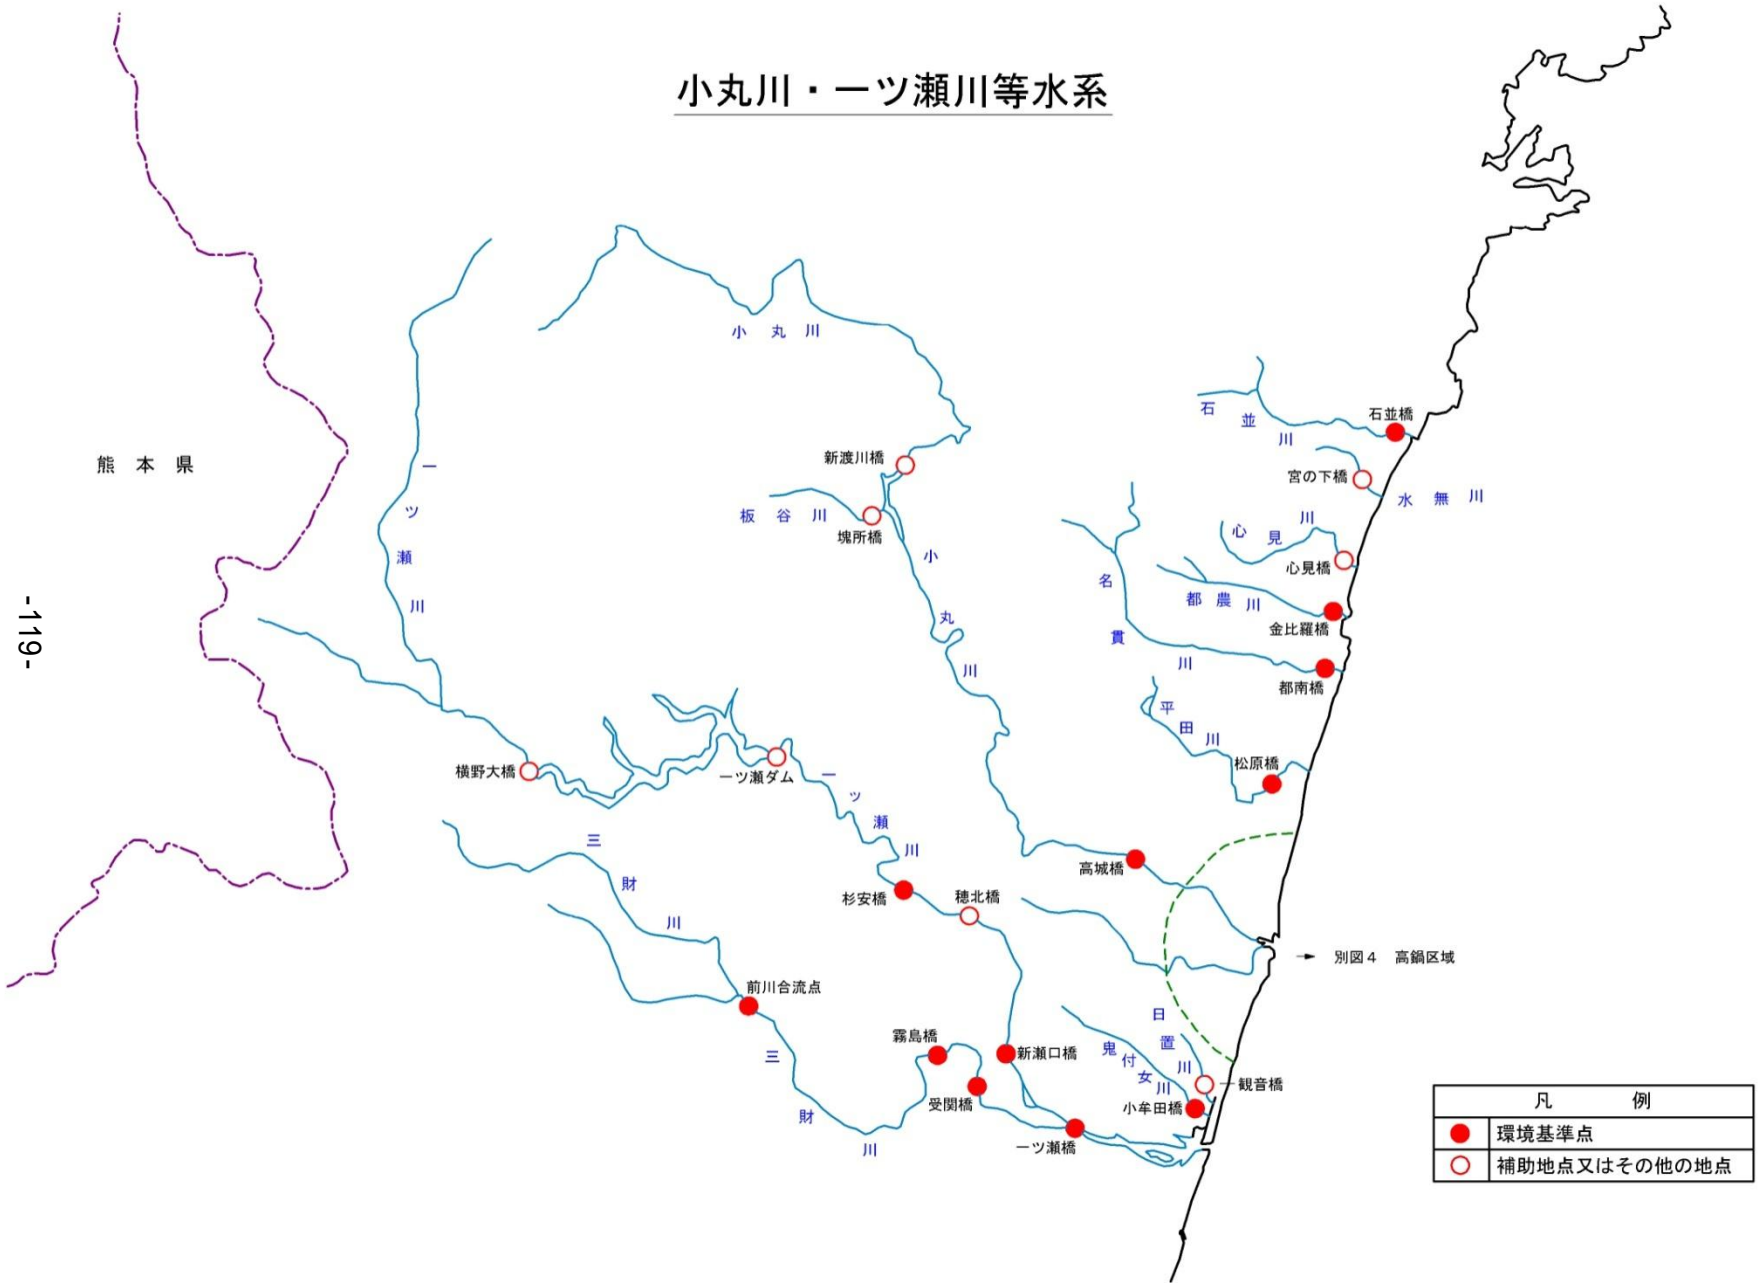 小丸川・一ツ瀬川等水系
熊本県
-119-
小丸川
一ツ瀬川
石並川
石並橋
宮の下橋
水無川
新渡川橋
板谷川
塊所橋
小丸川
心見川
心見橋
名貫川
都農川
金比羅橋
都南橋
平田川
松原橋
横野大橋
一ツ瀬ダム
一ツ瀬川
三財川
高城橋
杉安橋
穂北橋
別図4 高鍋区域
前川合流点
三財川
霧島橋
新瀬口橋
受関橋
一ツ瀬橋
鬼付女川
日置川
観音橋
小牟田橋
凡例
環境基準点
補助地点又はその他の地点